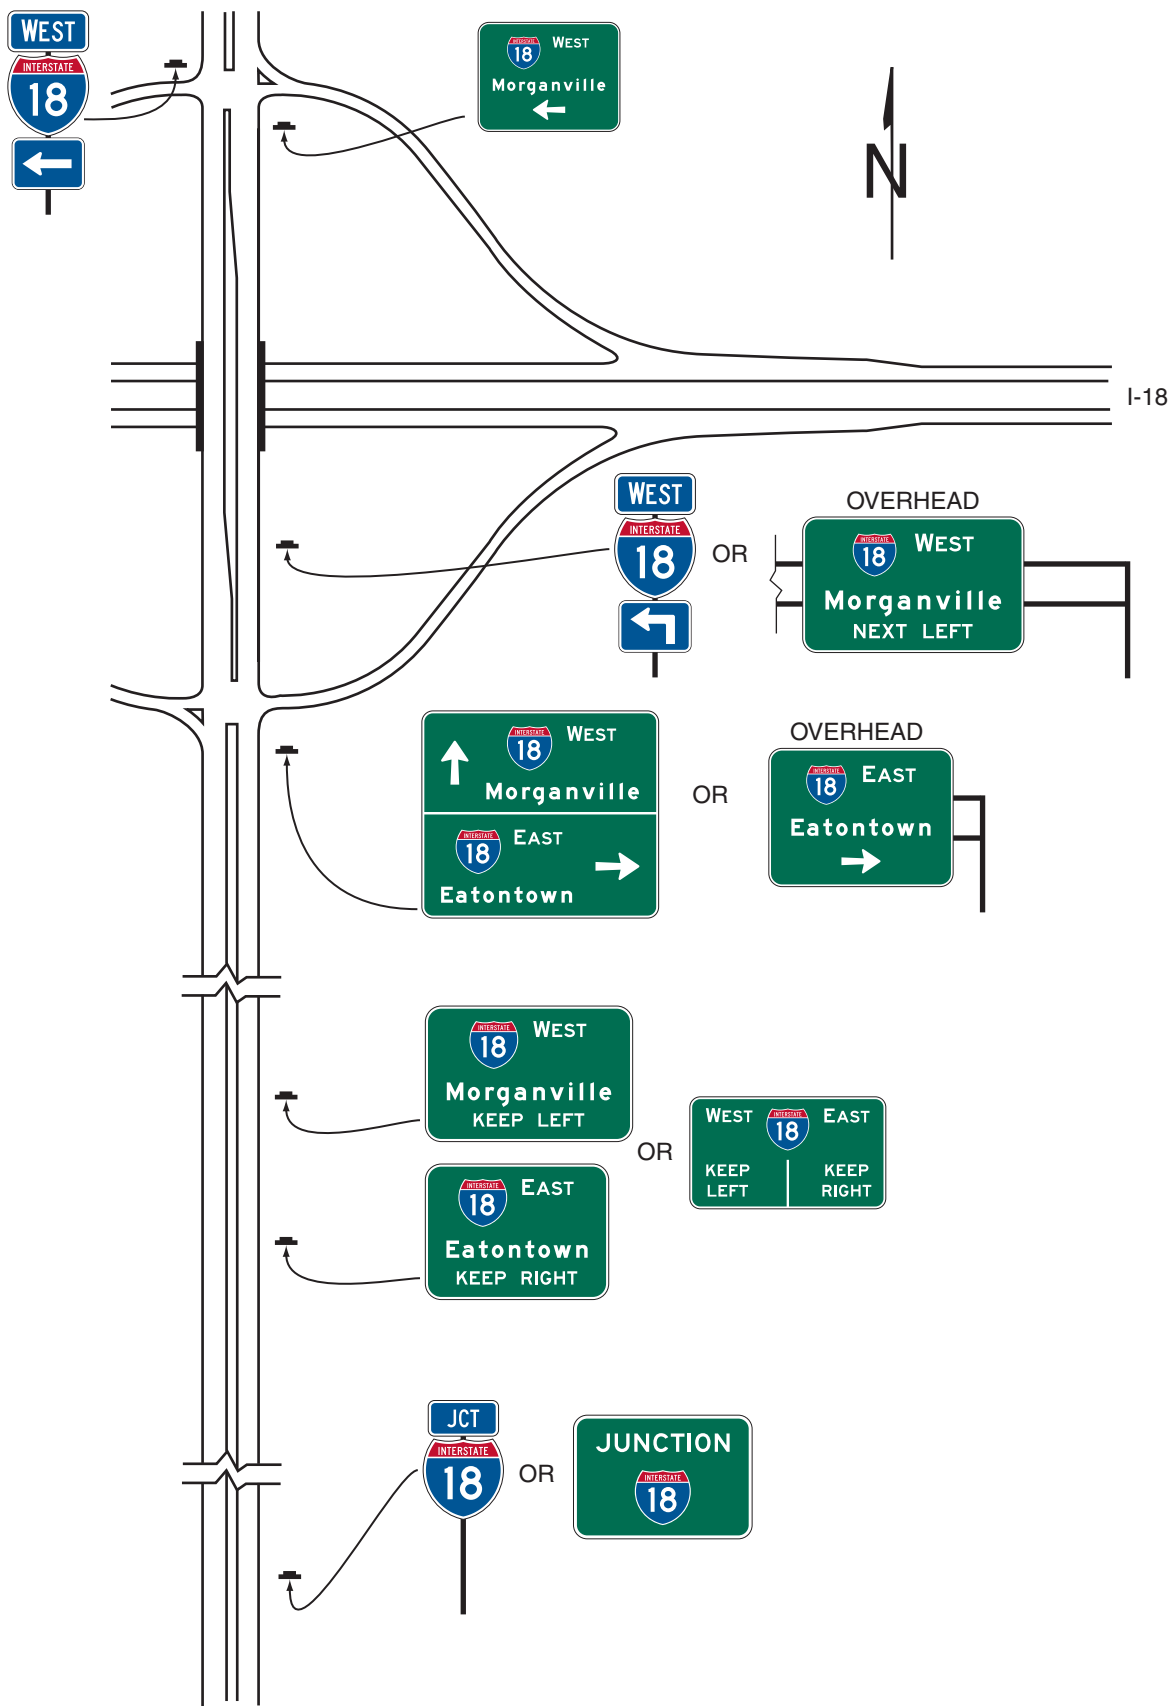 WEST
INTERSTATE
18
INTERSTATE
18 WEST
Morganville
N
I-18
WEST
INTERSTATE
18
OR
OVERHEAD
INTERSTATE
18 WEST
Morganville
NEXT LEFT
INTERSTATE
18 WEST
Morganville
INTERSTATE
18 EAST
Eatontown
OR
OVERHEAD
INTERSTATE
18 EAST
Eatontown
INTERSTATE
18 WEST
Morganville
KEEP LEFT
INTERSTATE
18 EAST
Eatontown
KEEP RIGHT
OR
WEST INTERSTATE EAST
18
KEEP KEEP
LEFT RIGHT
JCT
INTERSTATE
18
OR
JUNCTION
INTERSTATE
18